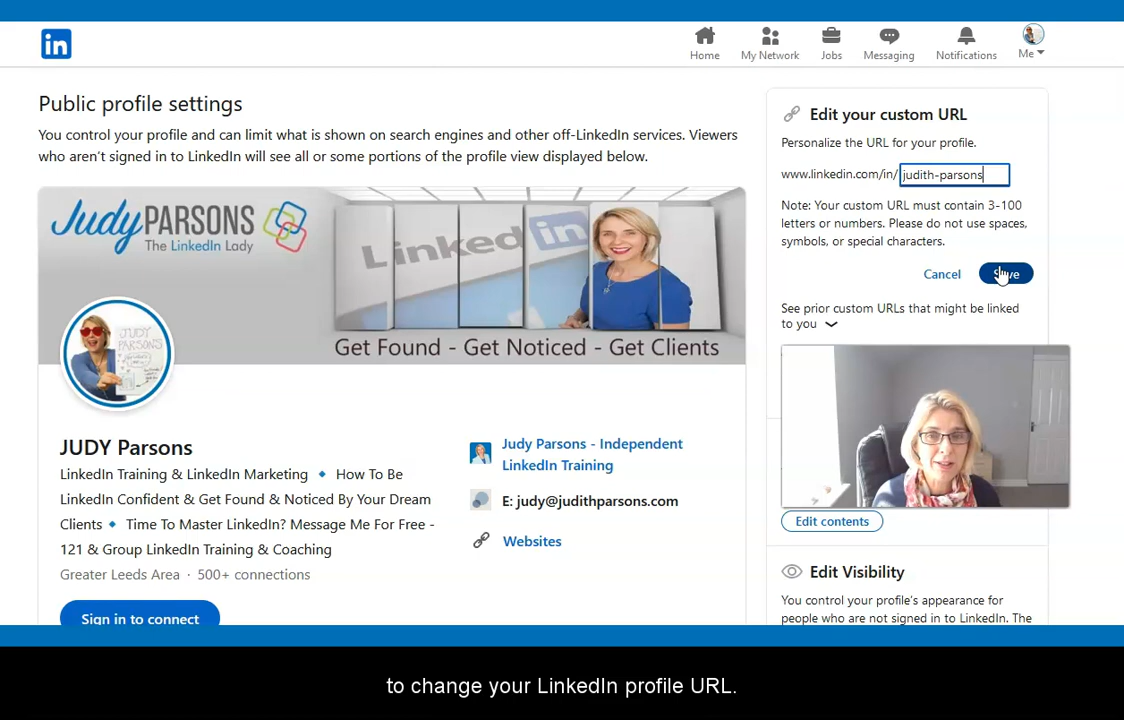 in
Home
My Network
Jobs
Messaging
Notifications
Me
Public profile settings
You control your profile and can limit what is shown on search engines and other off-LinkedIn services. Viewers
who aren't signed in to LinkedIn will see all or some portions of the profile view displayed below.
Judy PARSONS
The LinkedIn Lady
Linked in
Get Found - Get Noticed - Get Clients
JUDY
PARSONS
JUDY Parsons
LinkedIn Training & LinkedIn Marketing 🔹 How To Be
LinkedIn Confident & Get Found & Noticed By Your Dream
Clients 🔹 Time To Master LinkedIn? Message Me For Free -
121 & Group LinkedIn Training & Coaching
Greater Leeds Area · 500+ connections
Sign in to connect
Judy Parsons - Independent
LinkedIn Training
E: judy@judithparsons.com
Websites
Edit your custom URL
Personalize the URL for your profile.
www.linkedin.com/in/ judith-parsons
Note: Your custom URL must contain 3-100
letters or numbers. Please do not use spaces,
symbols, or special characters.
Cancel
Save
See prior custom URLs that might be linked
to you
Edit contents
Edit Visibility
You control your profile's appearance for
people who are not signed in to LinkedIn. The
to change your LinkedIn profile URL.